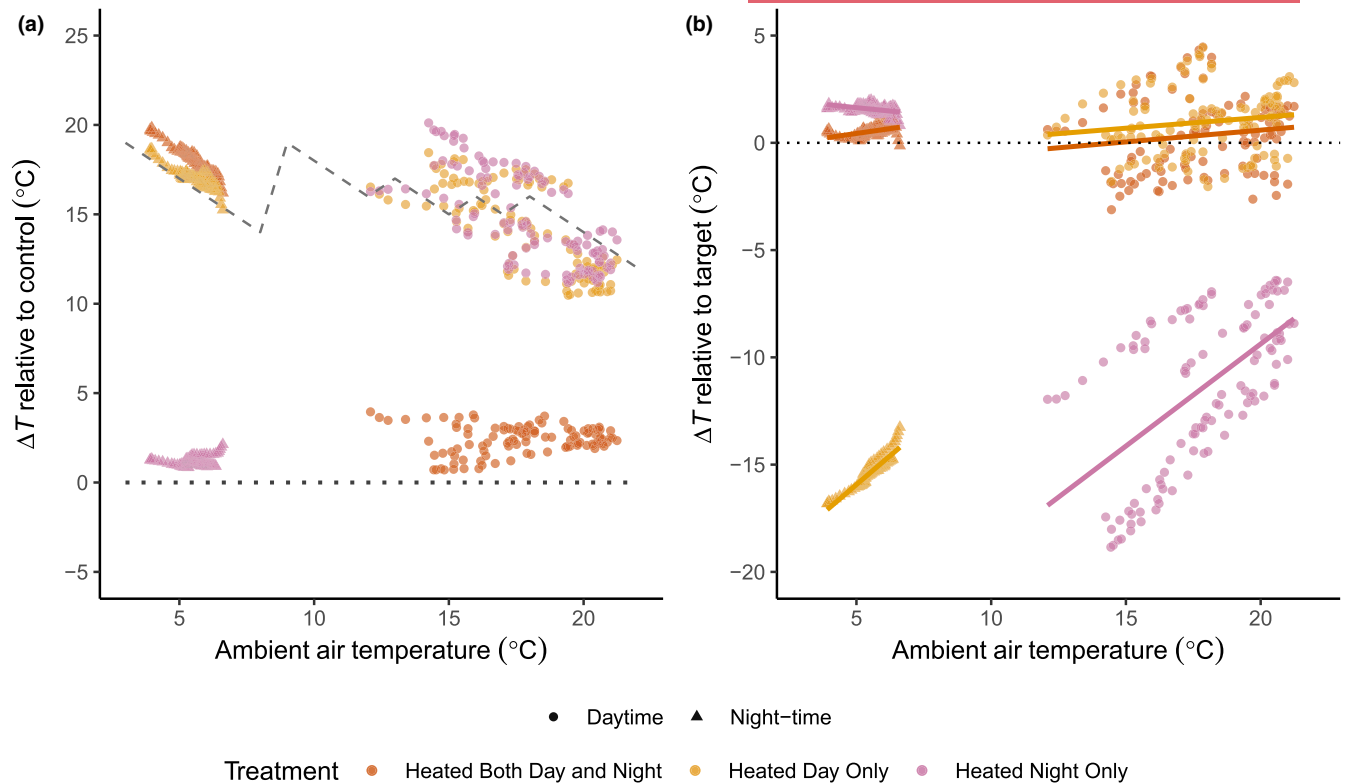 (a)
25
20
15
10
5
0
−5
ΔT relative to control (°C)
5
10
15
20
Ambient air temperature (°C)
(b)
5
0
−5
−10
−15
−20
ΔT relative to target (°C)
5
10
15
20
Ambient air temperature (°C)
Daytime
Night−time
Treatment
Heated Both Day and Night
Heated Day Only
Heated Night Only